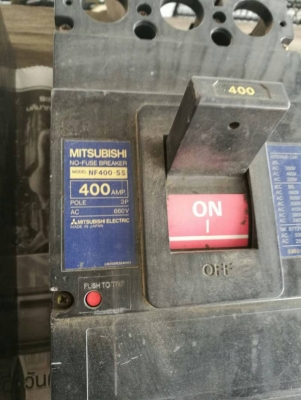 400
MITSUBISHI
NO-FUSE BREAKER
MODEL NF400-SS
400 AMP.
POLE 3P
AC 660V
MITSUBISHI ELECTRIC
MADE IN JAPAN
ON
I
OFF
PUSH TO TRIP